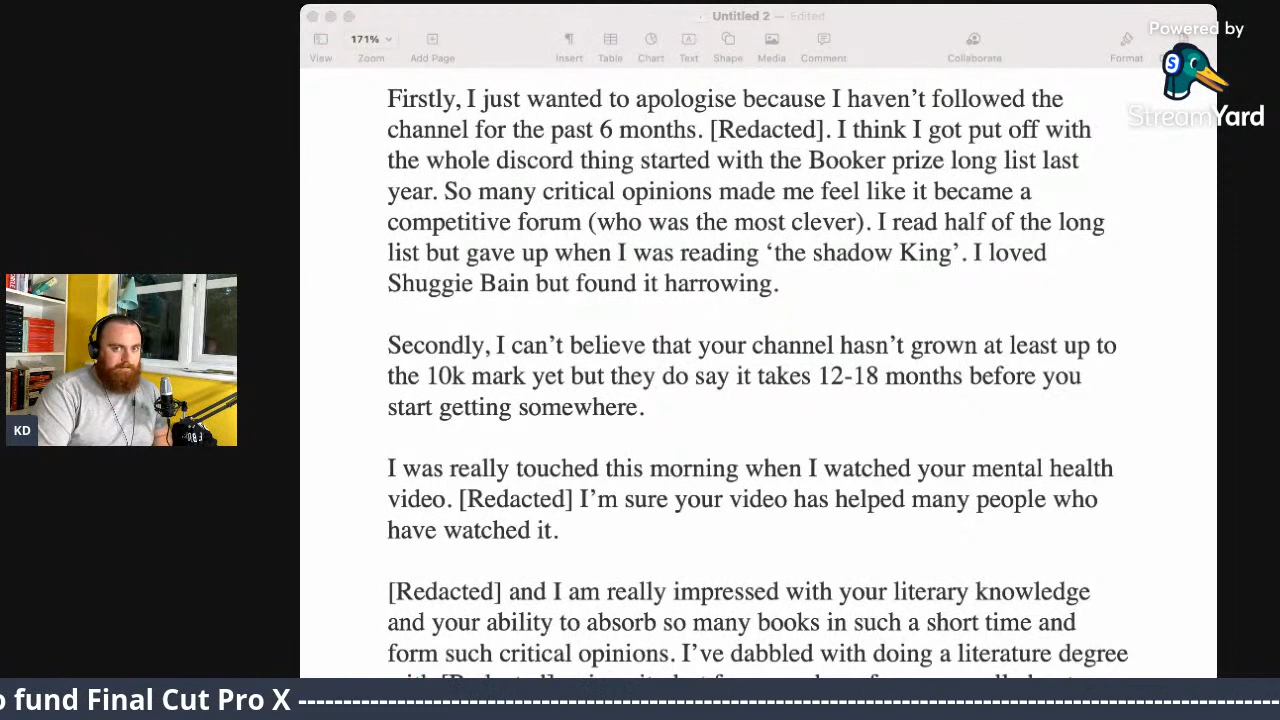 Untitled 2 — Edited
Powered by
171%
View Zoom Add Page Insert Table Chart Text Shape Media Comment Collaborate Format
StreamYard
Firstly, I just wanted to apologise because I haven’t followed the
channel for the past 6 months. [Redacted]. I think I got put off with
the whole discord thing started with the Booker prize long list last
year. So many critical opinions made me feel like it became a
competitive forum (who was the most clever). I read half of the long
list but gave up when I was reading ‘the shadow King’. I loved
Shuggie Bain but found it harrowing.
Secondly, I can’t believe that your channel hasn’t grown at least up to
the 10k mark yet but they do say it takes 12-18 months before you
start getting somewhere.
I was really touched this morning when I watched your mental health
video. [Redacted] I’m sure your video has helped many people who
have watched it.
[Redacted] and I am really impressed with your literary knowledge
and your ability to absorb so many books in such a short time and
form such critical opinions. I’ve dabbled with doing a literature degree
KD
o fund Final Cut Pro X